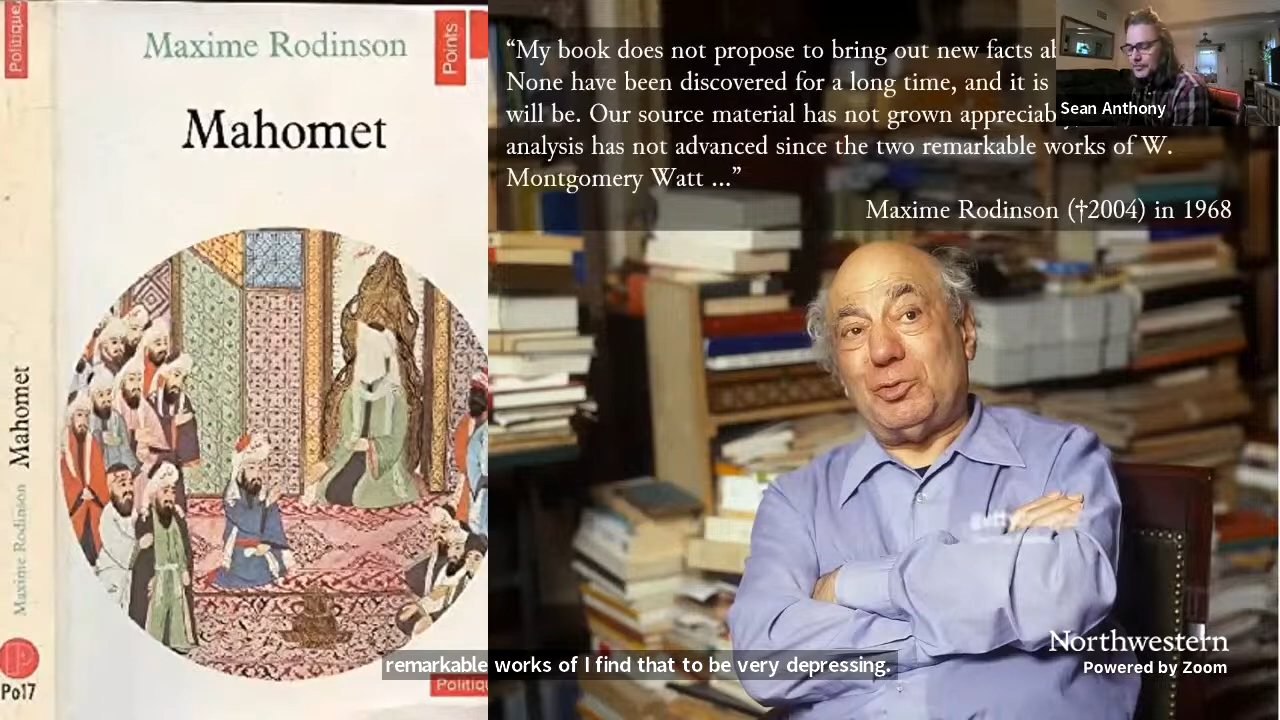 Politique
Maxime Rodinson
Mahomet
Po17
Maxime Rodinson
Points
Mahomet
Politiq
“My book does not propose to bring out new facts ab
None have been discovered for a long time, and it is
will be. Our source material has not grown appreciab
analysis has not advanced since the two remarkable works of W.
Montgomery Watt ...”
Maxime Rodinson (†2004) in 1968
Sean Anthony
getty
remarkable works of I find that to be very depressing.
Northwestern
Powered by Zoom